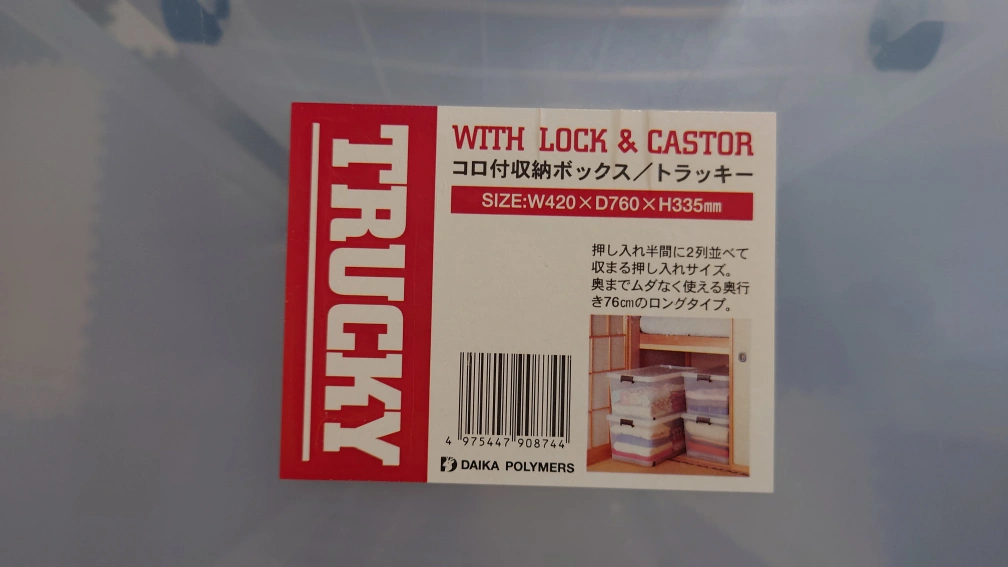 TRUCKY
WITH LOCK & CASTOR
コロ付収納ボックス／トラッキー
SIZE:W420×D760×H335㎜
押し入れ半間に2列並べて
収まる押し入れサイズ。
奥までムダなく使える奥行
き76㎝のロングタイプ。
4 975447 908744
DAIKA POLYMERS